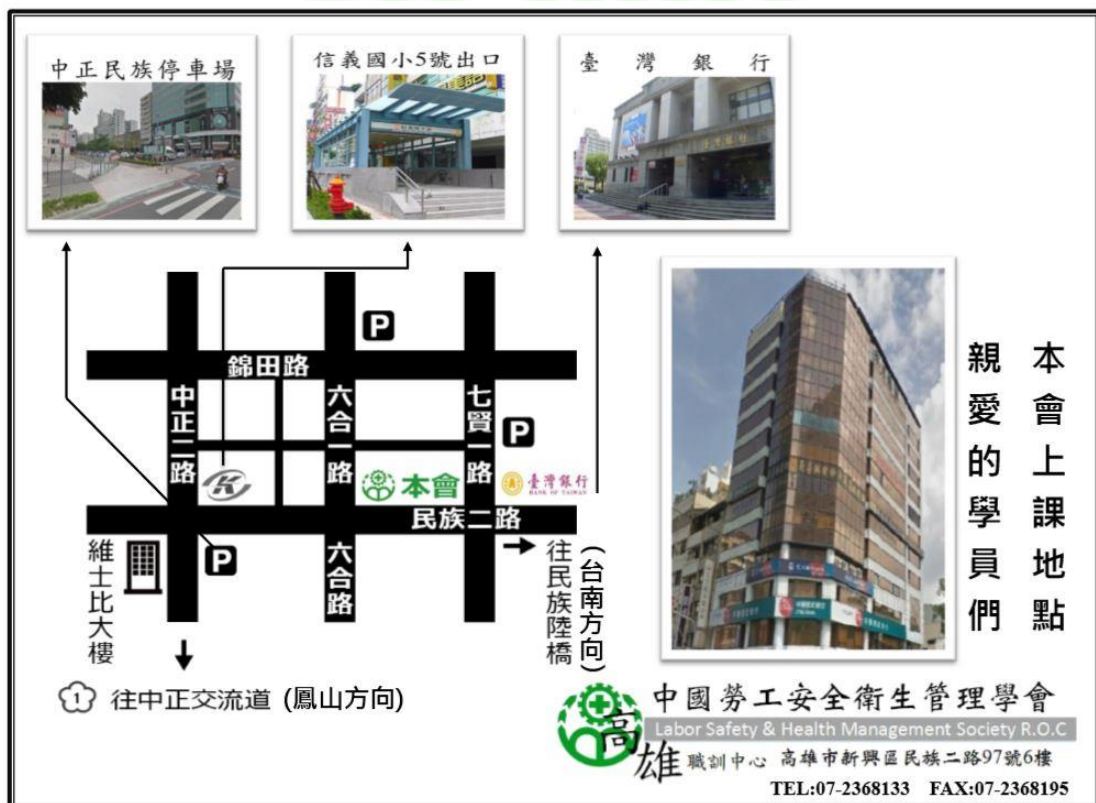 中正民族停車場
信義國小5號出口
臺灣銀行
P
錦田路
中正二路
六合一路
七賢一路
P
K
本會
臺灣銀行
BANK OF TAIWAN
民族二路
維士比大樓
P
六合路
往民族陸橋
(台南方向)
1 往中正交流道 (鳳山方向)
本會上課地點
親愛的學員們
中國勞工安全衛生管理學會
Labor Safety & Health Management Society R.O.C
高雄
職訓中心 高雄市新興區民族二路97號6樓
TEL:07-2368133 FAX:07-2368195